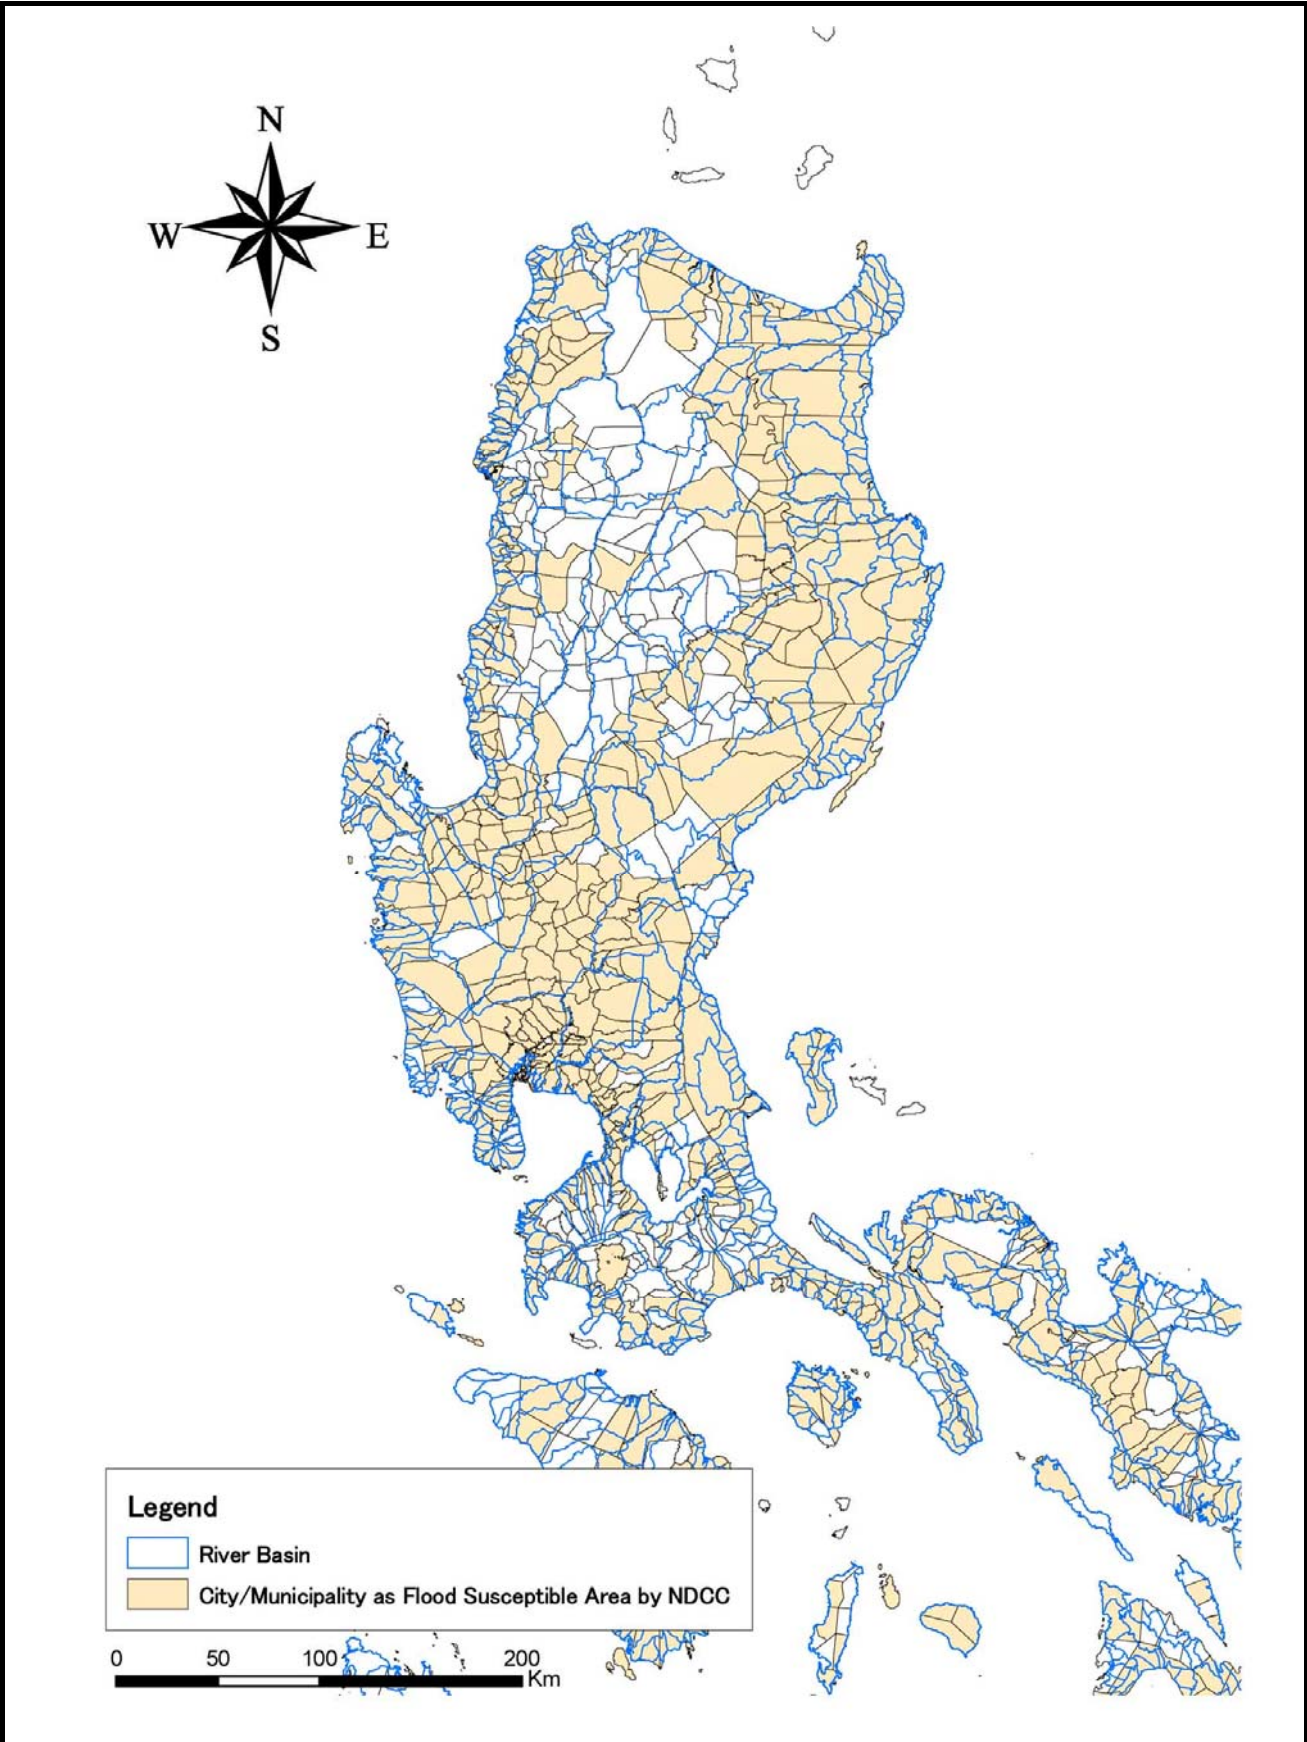 N
W E
S
Legend
River Basin
City/Municipality as Flood Susceptible Area by NDCC
0 50 100 200
Km